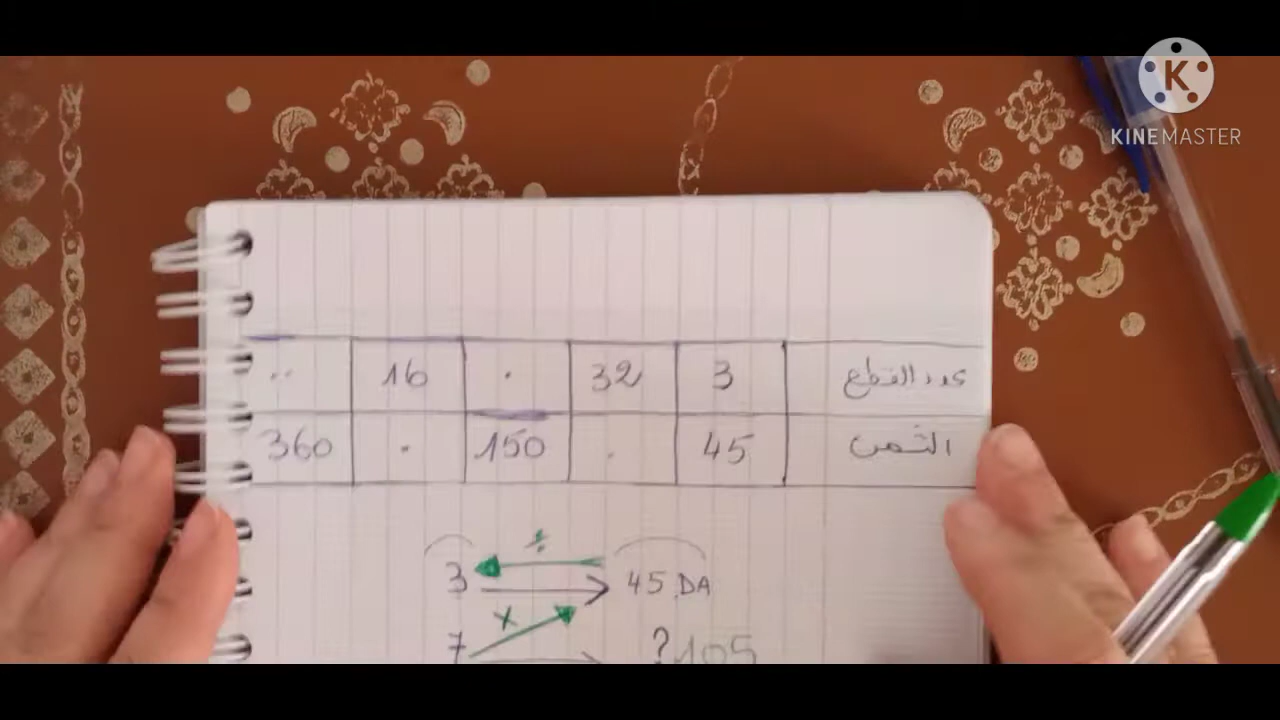 KINEMASTER
عدد القطع 3 32 . 16 ..
الثمن 45 . 150 . 360
÷
3 45 DA
x
7 ? 105